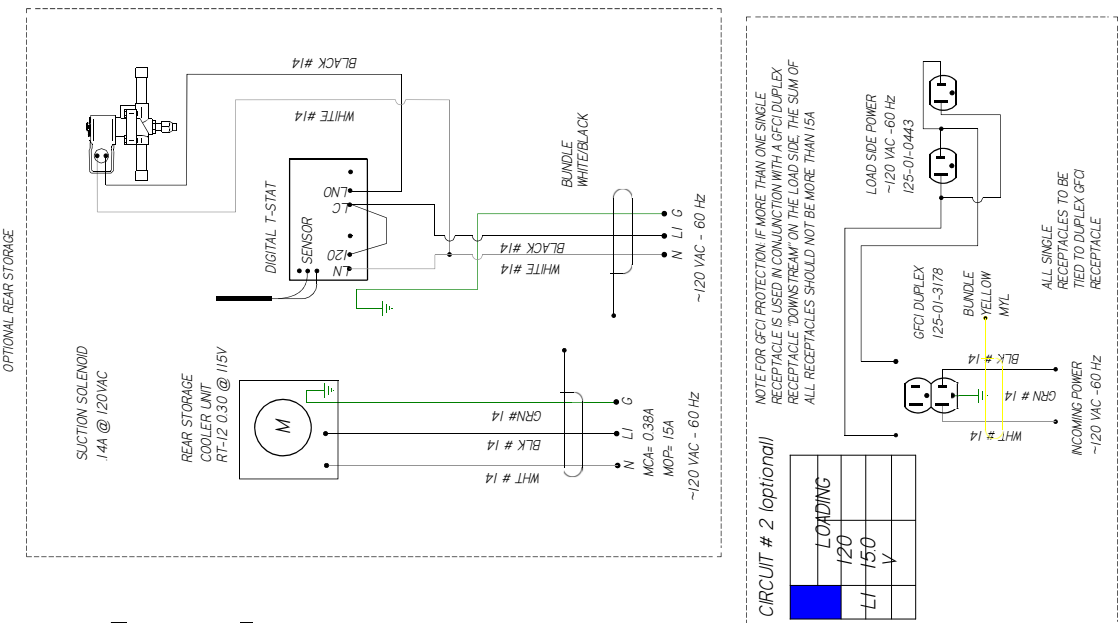 OPTIONAL REAR STORAGE
SUCTION SOLENOID
.14A @ 120VAC
BLACK #14
WHITE #14
DIGITAL T-STAT
SENSOR
LNO
LC
120
LN
BUNDLE
WHITE/BLACK
BLACK #14
WHITE #14
G
L1
N
~120 VAC - 60 Hz
REAR STORAGE
COOLER UNIT
RT-12 0.30 @ 115V
M
GRN# 14
BLK # 14
WHT # 14
G
L1
N
MCA= 0.38A
MOP= 15A
~120 VAC - 60 Hz
NOTE FOR GFCI PROTECTION: IF MORE THAN ONE SINGLE
RECEPTACLE IS USED IN CONJUNCTION WITH A GFCI DUPLEX
RECEPTACLE "DOWNSTREAM" ON THE LOAD SIDE, THE SUM OF
ALL RECEPTACLES SHOULD NOT BE MORE THAN 15A
LOAD SIDE POWER
~120 VAC -60 Hz
125-01-0443
GFCI DUPLEX
125-01-3178
BUNDLE
YELLOW
MYL
ALL SINGLE
RECEPTACLES TO BE
TIED TO DUPLEX GFCI
RECEPTACLE
BLK # 14
GRN # 14
WHT # 14
INCOMING POWER
~120 VAC -60 Hz
CIRCUIT # 2 (optional)
LOADING
120
L1 15.0
V